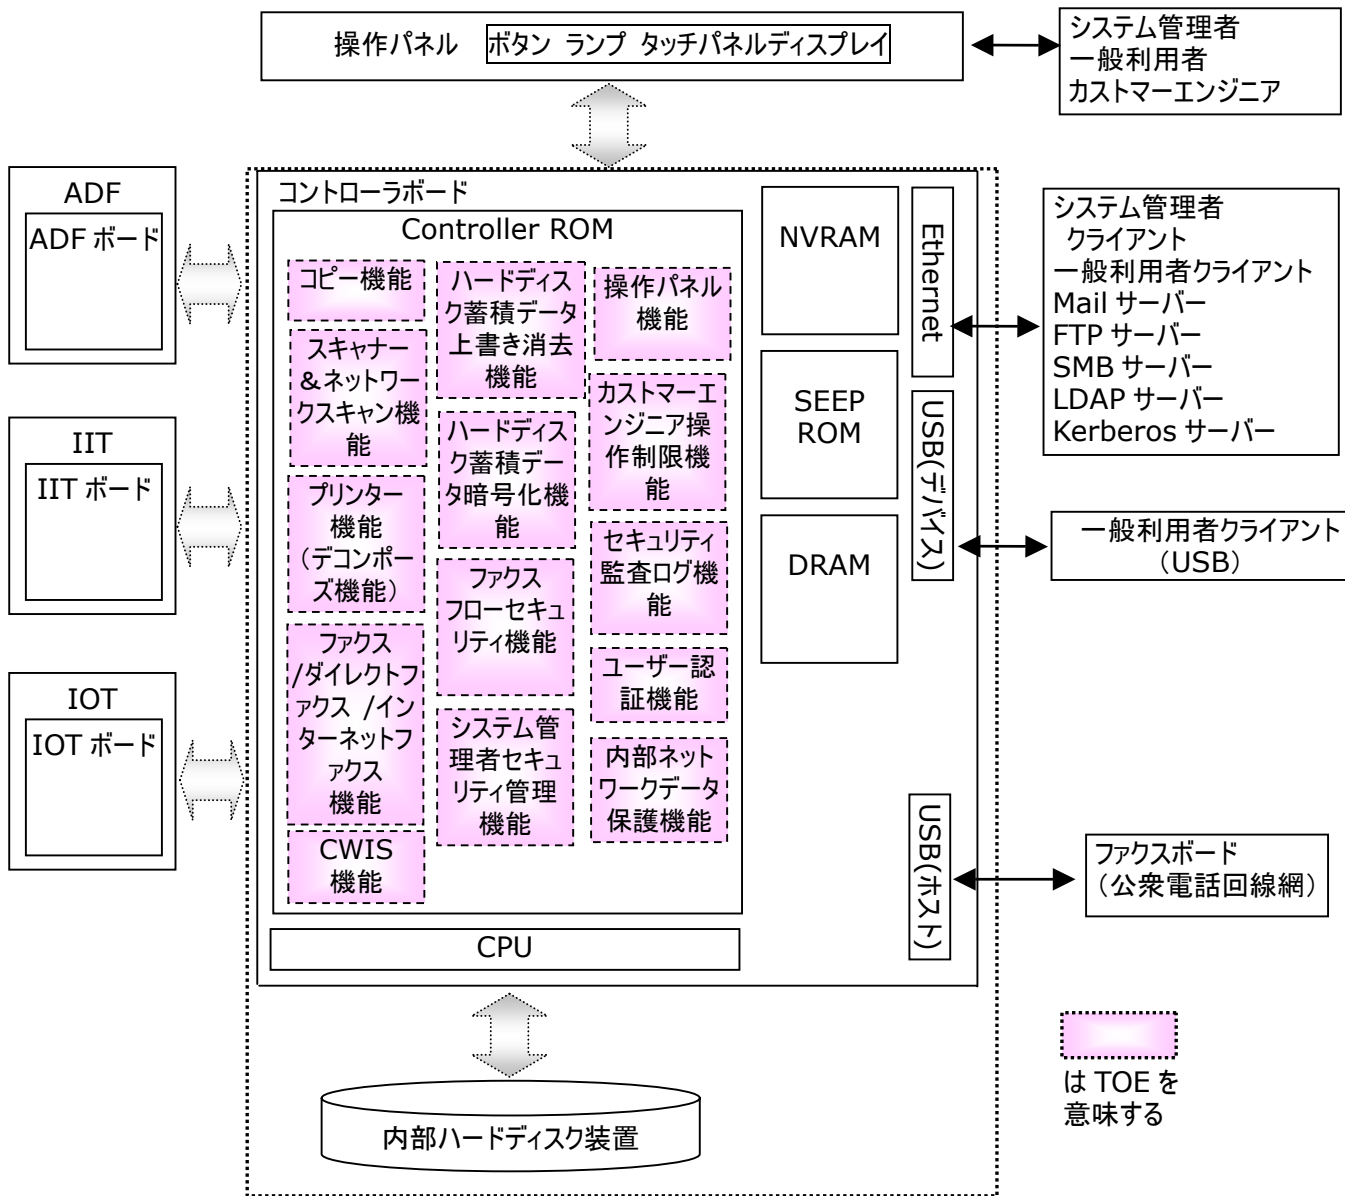 操作パネル ボタン ランプ タッチパネルディスプレイ
システム管理者
一般利用者
カストマーエンジニア
ADF
ADF ボード
IIT
IIT ボード
IOT
IOT ボード
コントローラボード
Controller ROM
コピー機能
スキャナー
&ネットワー
クスキャン機
能
プリンター
機能
（デコンポー
ズ機能）
ファクス
/ダイレクトフ
ァクス /イン
ターネットフ
ァクス
機能
CWIS
機能
ハードディス
ク蓄積データ
上書き消去
機能
ハードディス
ク蓄積デー
タ暗号化機
能
ファクス
フローセキュ
リティ機能
システム管
理者セキュ
リティ管理
機能
操作パネル
機能
カストマーエ
ンジニア操
作制限機
能
セキュリティ
監査ログ機
能
ユーザー認
証機能
内部ネット
ワークデータ
保護機能
CPU
NVRAM
SEEP
ROM
DRAM
Ethernet
USB(デバイス)
USB(ホスト)
システム管理者
クライアント
一般利用者クライアント
Mail サーバー
FTP サーバー
SMB サーバー
LDAP サーバー
Kerberos サーバー
一般利用者クライアント
（USB）
ファクスボード
（公衆電話回線網）
内部ハードディスク装置
は TOE を
意味する